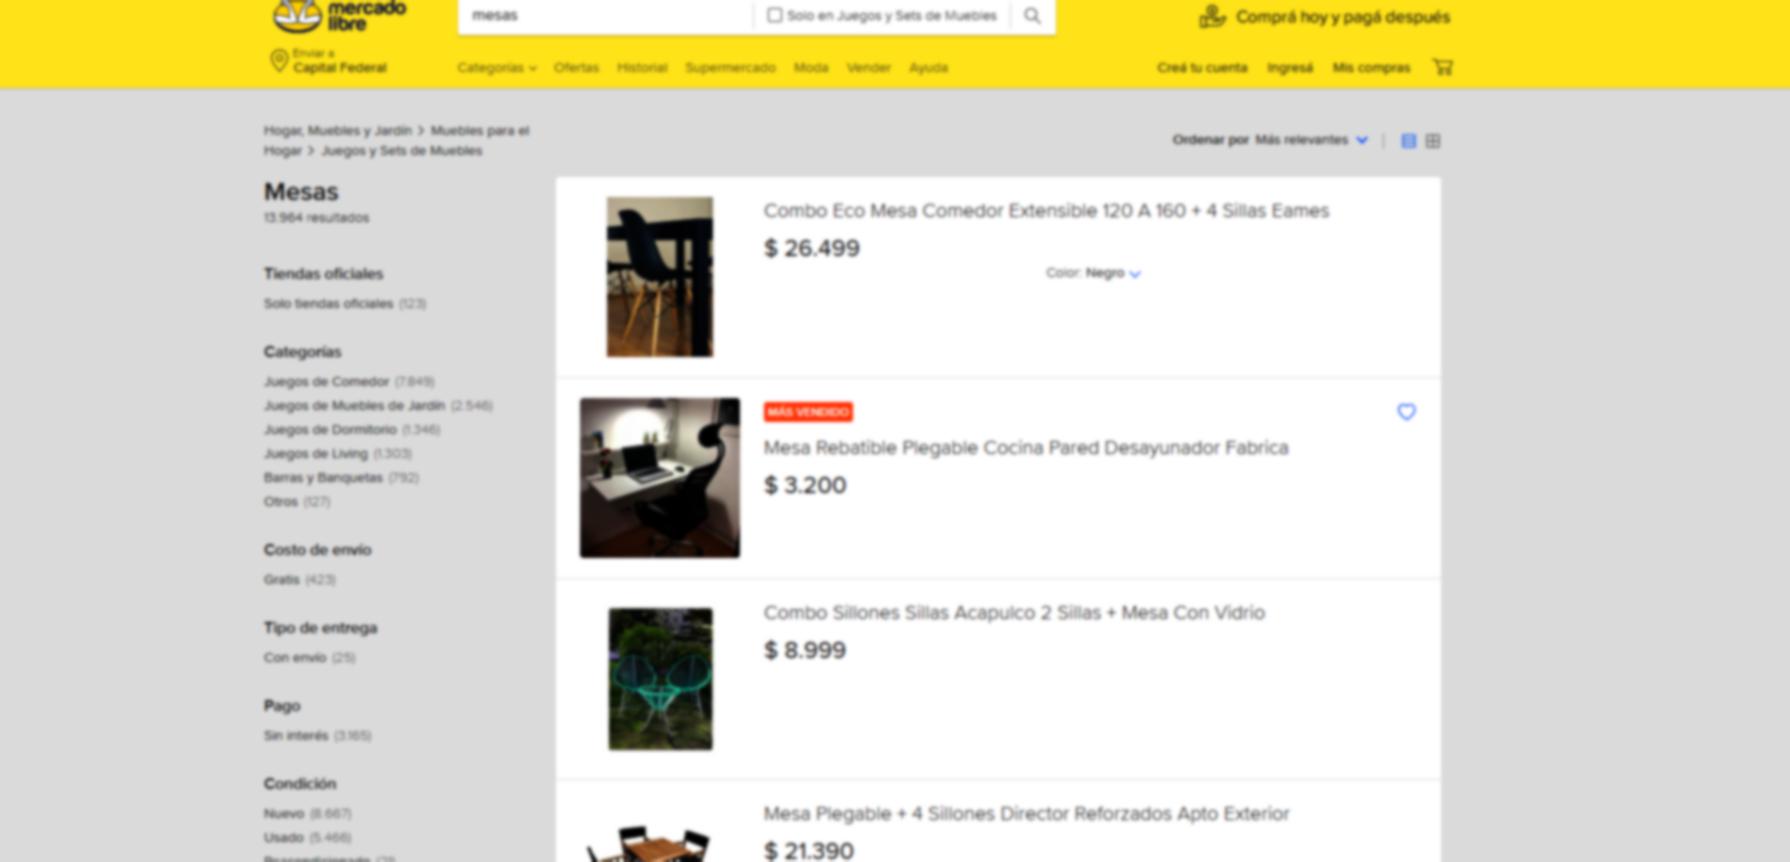 mercado
libre
mesas
Solo en Juegos y Sets de Muebles
Comprá hoy y pagá después
Enviar a
Capital Federal
Categorías
Ofertas
Historial
Supermercado
Moda
Vender
Ayuda
Creá tu cuenta
Ingresá
Mis compras
Hogar, Muebles y Jardín > Muebles para el
Hogar > Juegos y Sets de Muebles
Ordenar por Más relevantes
Mesas
13.964 resultados
Tiendas oficiales
Solo tiendas oficiales (123)
Categorías
Juegos de Comedor (7.849)
Juegos de Muebles de Jardín (2.546)
Juegos de Dormitorio (1.346)
Juegos de Living (1.303)
Barras y Banquetas (792)
Otros (127)
Costo de envío
Gratis (423)
Tipo de entrega
Con envío (25)
Pago
Sin interés (3.165)
Condición
Nuevo (8.667)
Usado (5.466)
Combo Eco Mesa Comedor Extensible 120 A 160 + 4 Sillas Eames
$ 26.499
Color: Negro
MÁS VENDIDO
Mesa Rebatible Plegable Cocina Pared Desayunador Fabrica
$ 3.200
Combo Sillones Sillas Acapulco 2 Sillas + Mesa Con Vidrio
$ 8.999
Mesa Plegable + 4 Sillones Director Reforzados Apto Exterior
$ 21.390